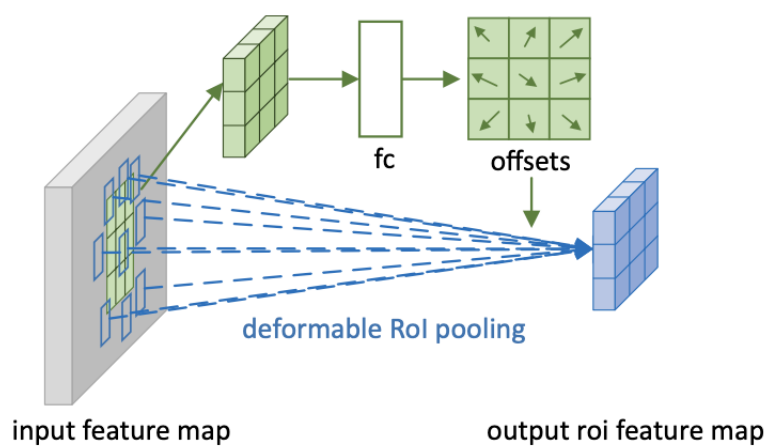 fc
offsets
deformable RoI pooling
input feature map
output roi feature map